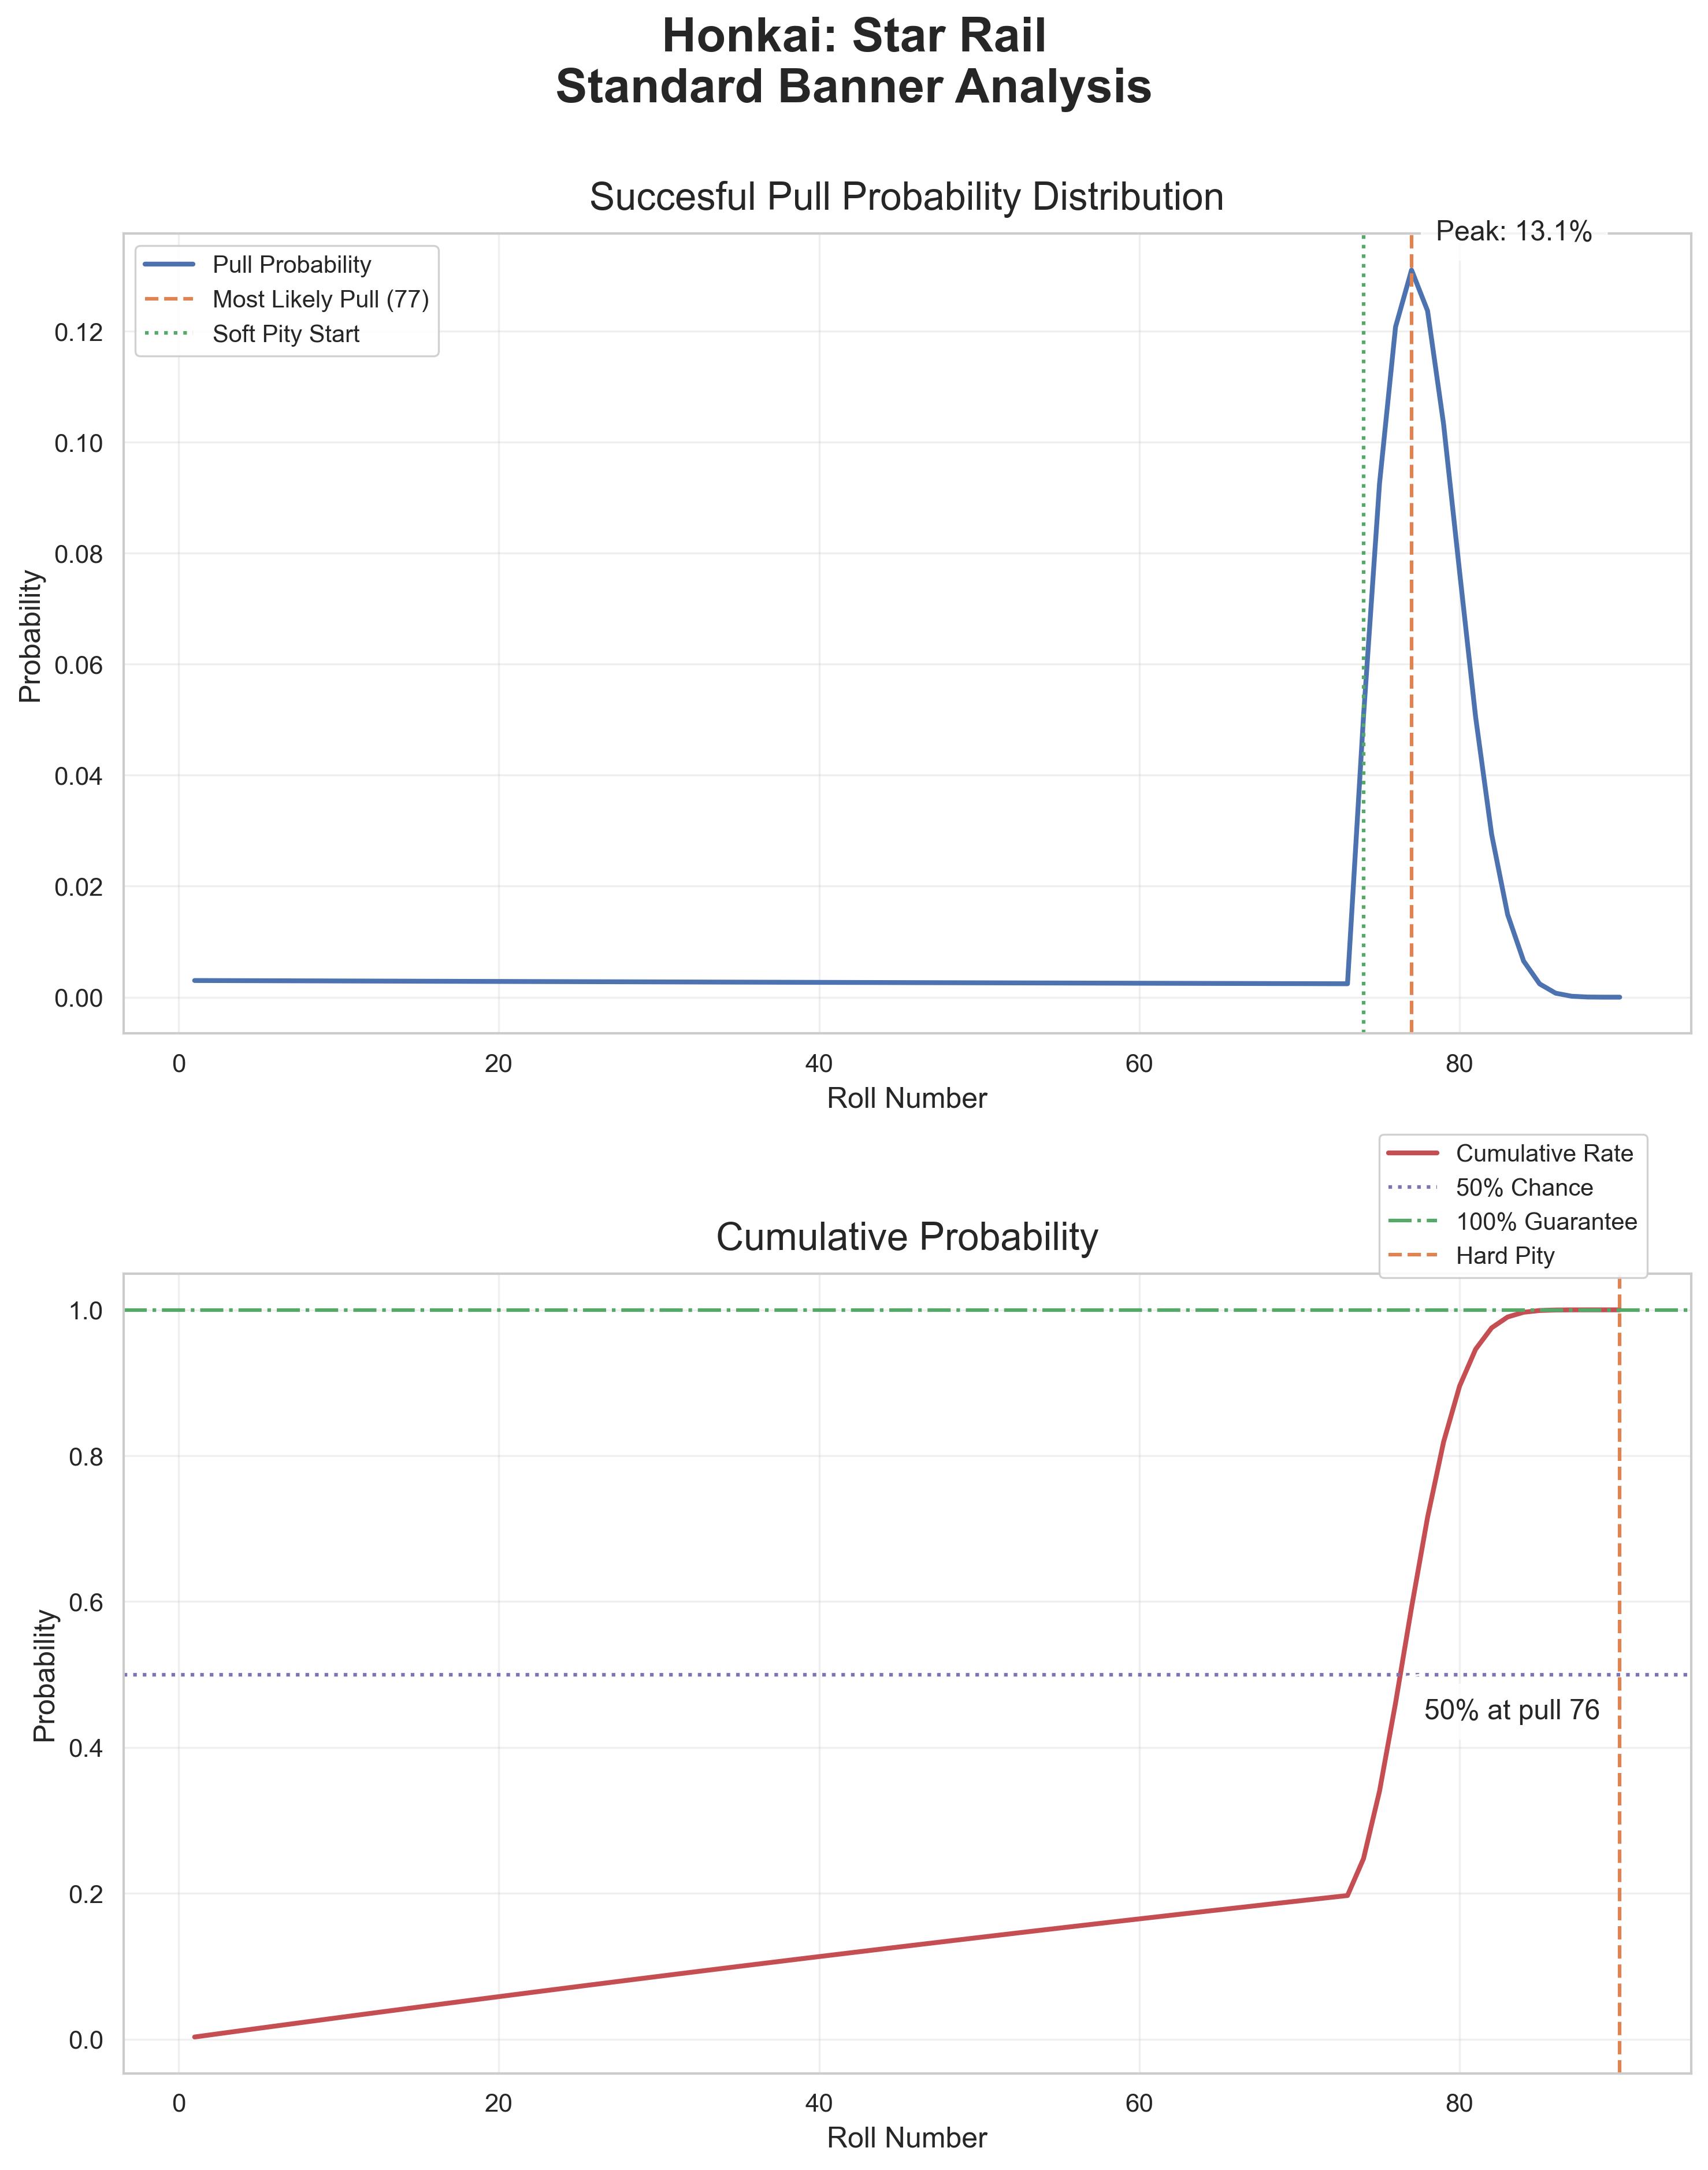 Honkai: Star Rail
Standard Banner Analysis
Succesful Pull Probability Distribution
Peak: 13.1%
Pull Probability
Most Likely Pull (77)
Soft Pity Start
0.12
0.10
0.08
0.06
0.04
0.02
0.00
Probability
0
20
40
60
80
Roll Number
Cumulative Rate
50% Chance
100% Guarantee
Hard Pity
Cumulative Probability
1.0
0.8
0.6
0.4
0.2
0.0
Probability
50% at pull 76
0
20
40
60
80
Roll Number